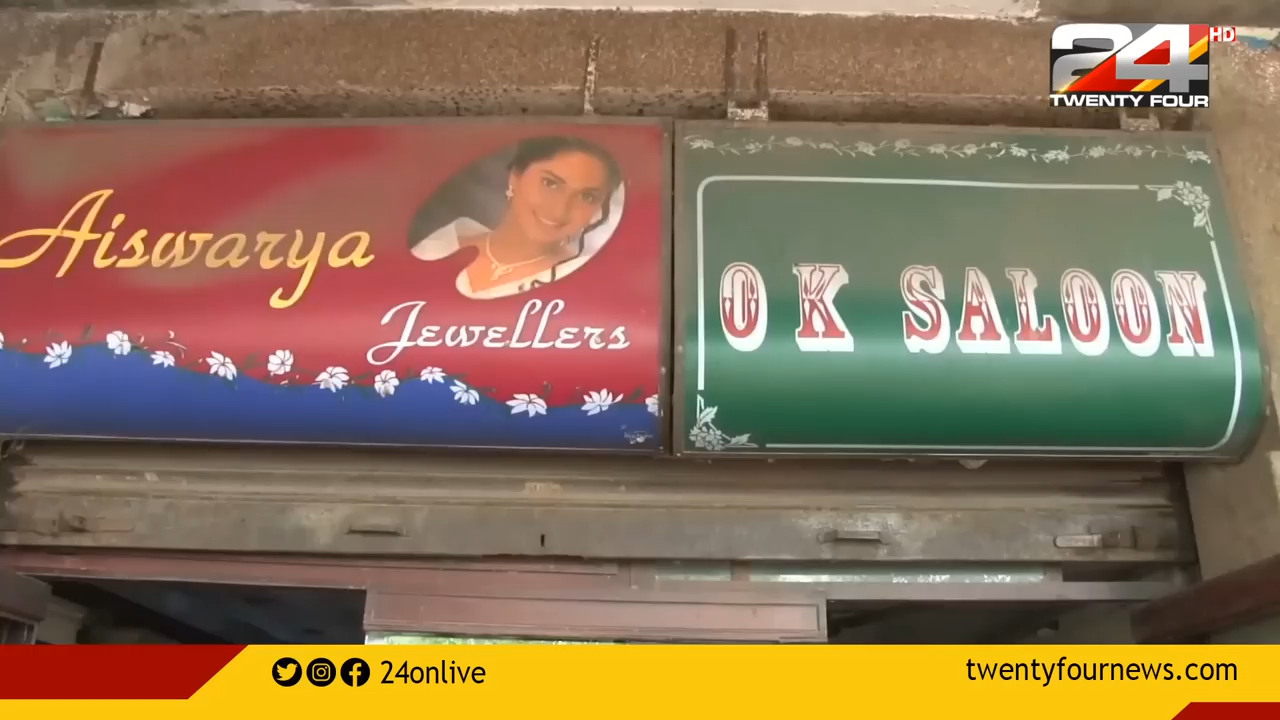 24 HD
TWENTY FOUR
Aiswarya
Jewellers
OK SALOON
24onlive
twentyfournews.com